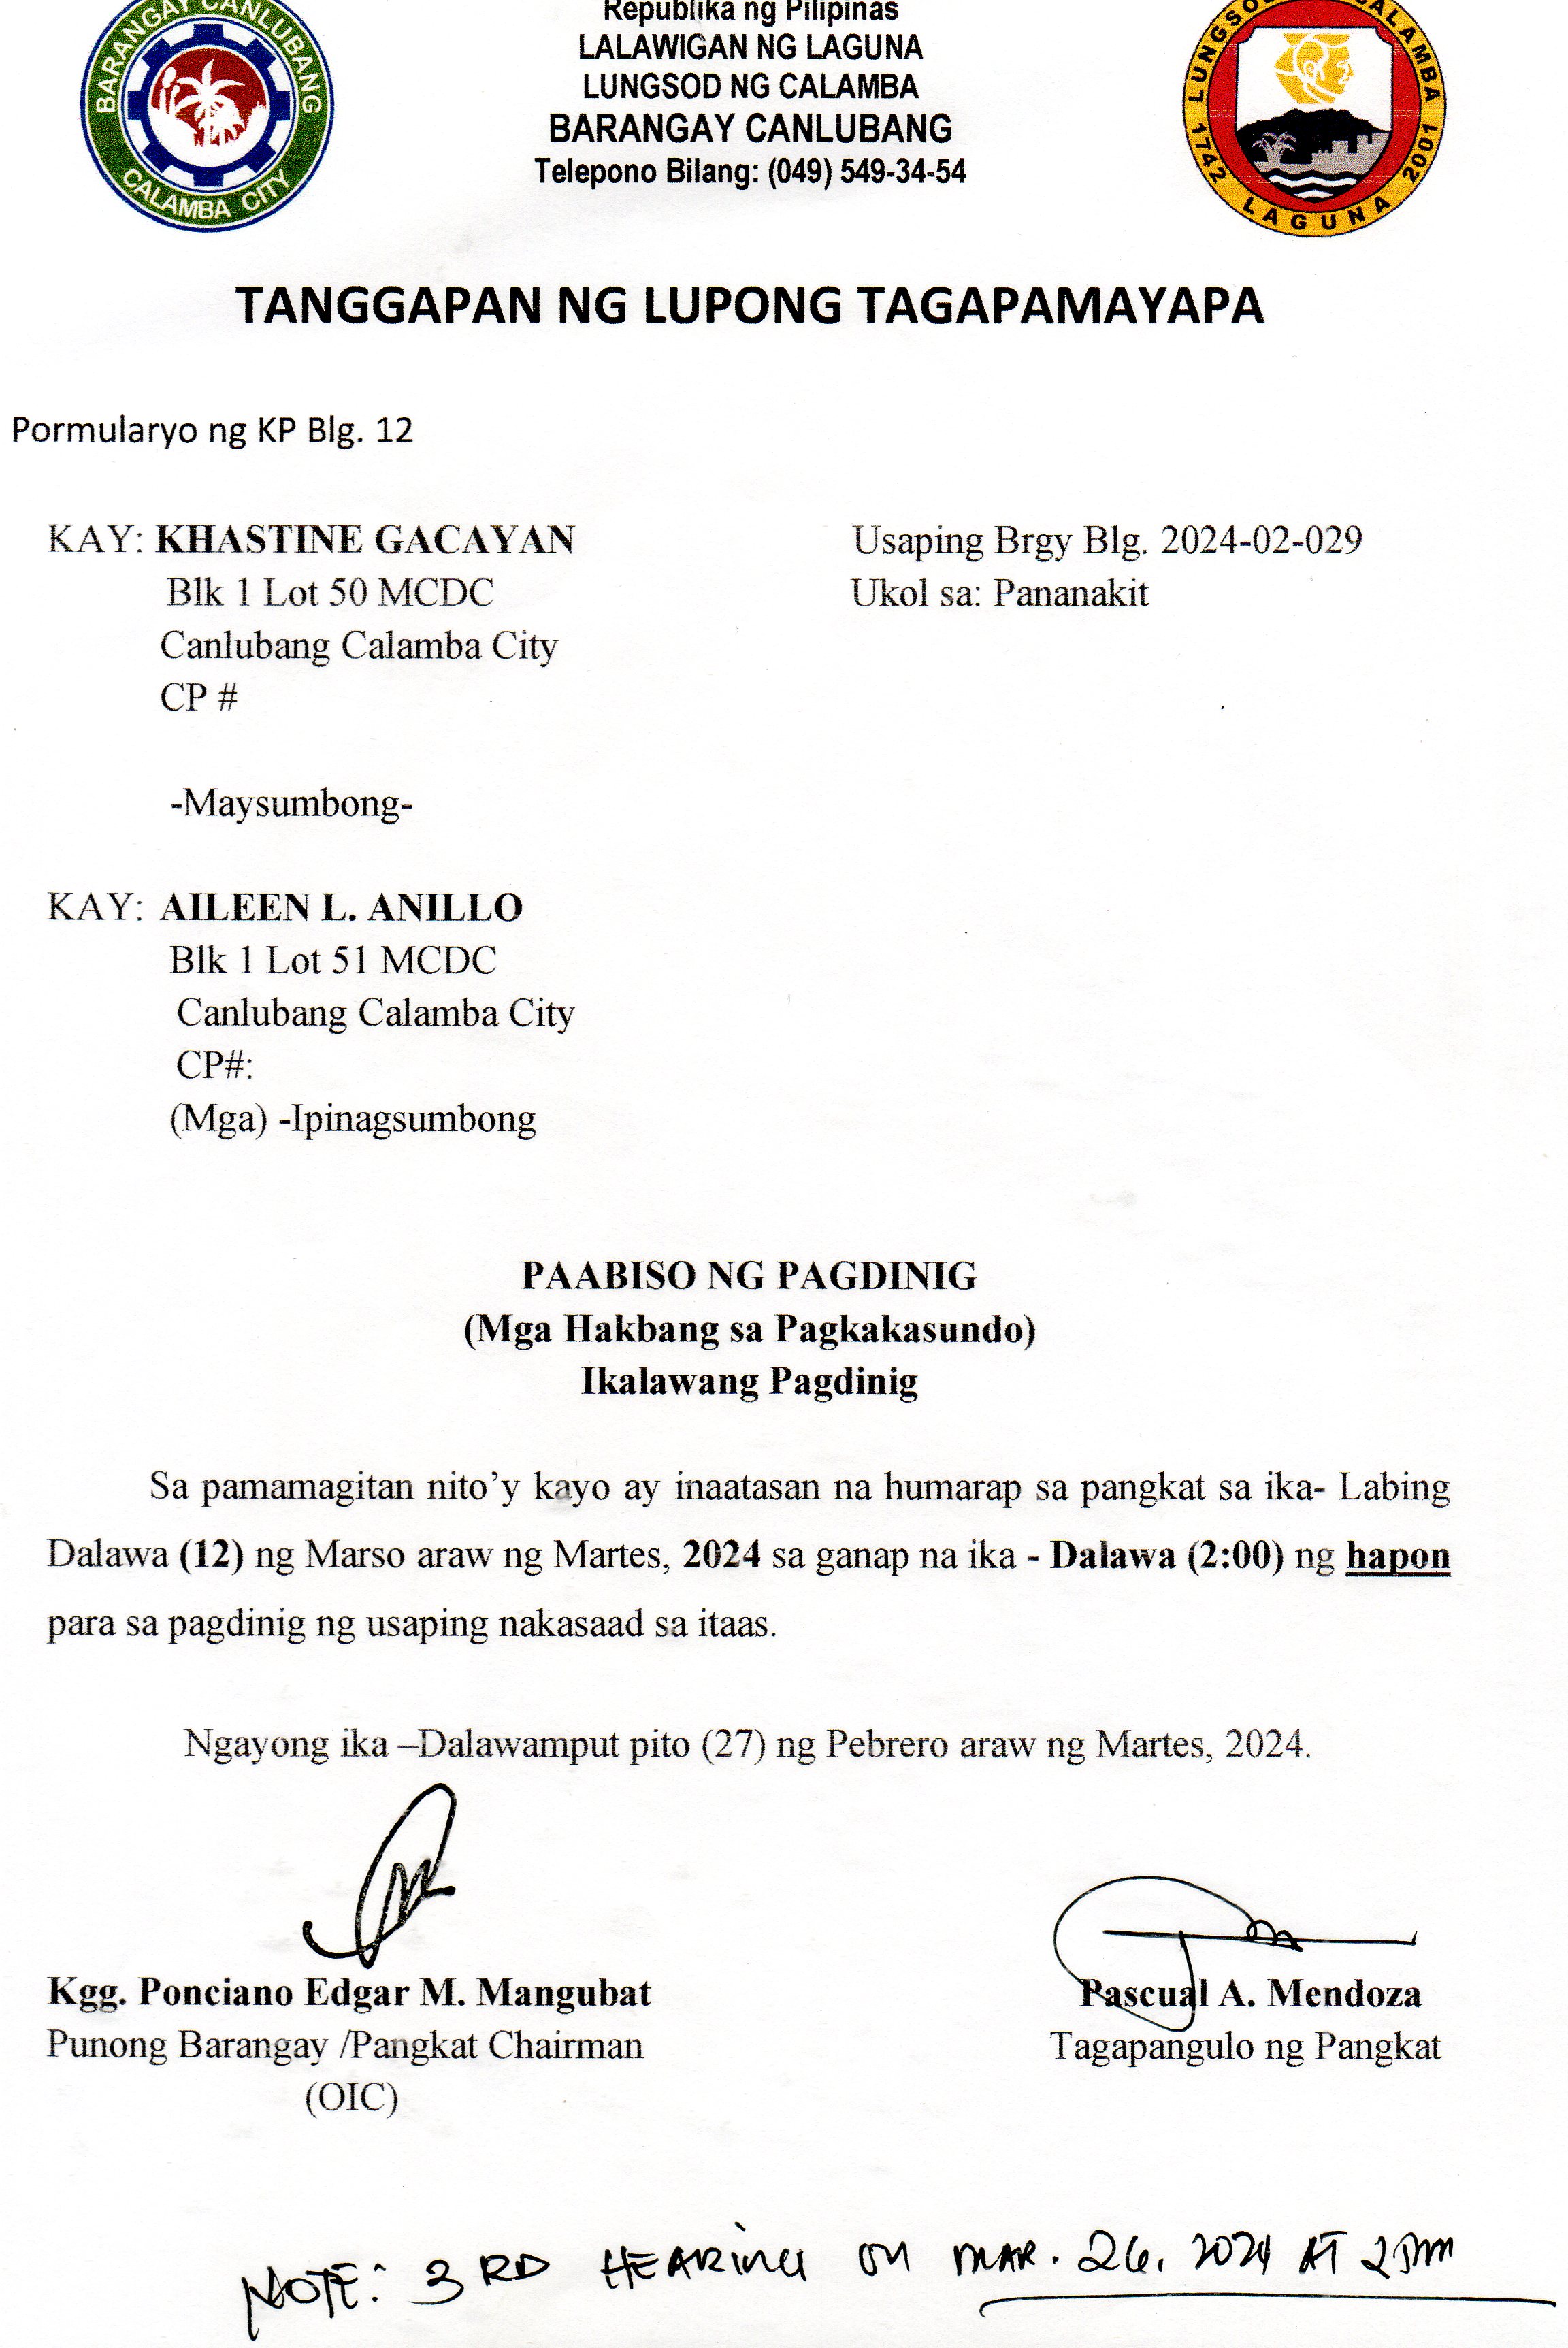 BARANGAY CANLUBANG
CALAMBA CITY
Republika ng Pilipinas
LALAWIGAN NG LAGUNA
LUNGSOD NG CALAMBA
BARANGAY CANLUBANG
Telepono Bilang: (049) 549-34-54
LUNGSOD CALAMBA
1742 LAGUNA 2001
TANGGAPAN NG LUPONG TAGAPAMAYAPA
Pormularyo ng KP Blg. 12
KAY: KHASTINE GACAYAN
Usaping Brgy Blg. 2024-02-029
Blk 1 Lot 50 MCDC
Ukol sa: Pananakit
Canlubang Calamba City
CP #
-Maysumbong-
KAY: AILEEN L. ANILLO
Blk 1 Lot 51 MCDC
Canlubang Calamba City
CP#:
(Mga) -Ipinagsumbong
PAABISO NG PAGDINIG
(Mga Hakbang sa Pagkakasundo)
Ikalawang Pagdinig
Sa pamamagitan nito'y kayo ay inaatasan na humarap sa pangkat sa ika- Labing
Dalawa (12) ng Marso araw ng Martes, 2024 sa ganap na ika - Dalawa (2:00) ng hapon
para sa pagdinig ng usaping nakasaad sa itaas.
Ngayong ika –Dalawamput pito (27) ng Pebrero araw ng Martes, 2024.
Kgg. Ponciano Edgar M. Mangubat
Pascual A. Mendoza
Punong Barangay /Pangkat Chairman
Tagapangulo ng Pangkat
(OIC)
NOTE: 3RD HEARING ON MAR. 26, 2024 AT 2PM